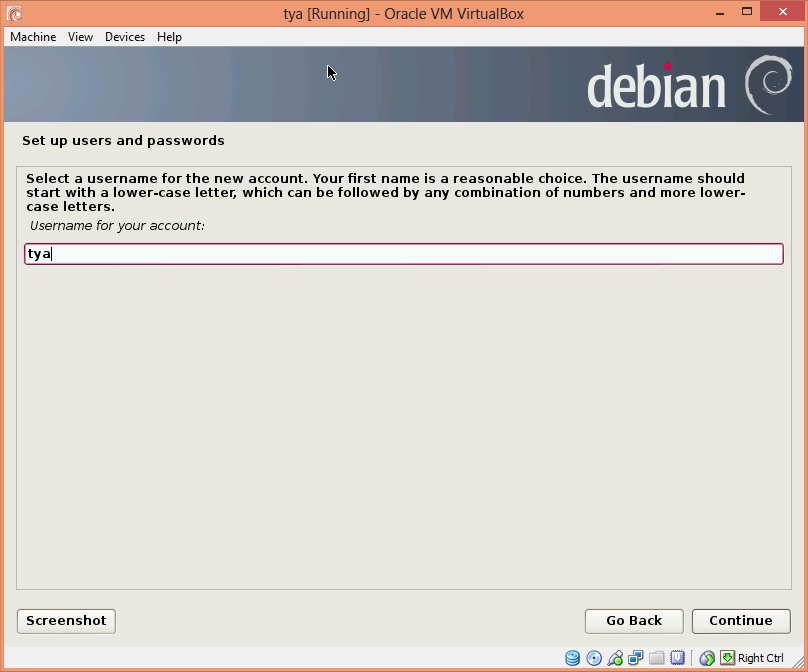 tya [Running] - Oracle VM VirtualBox
Machine View Devices Help
debian
Set up users and passwords
Select a username for the new account. Your first name is a reasonable choice. The username should
start with a lower-case letter, which can be followed by any combination of numbers and more lower-
case letters.
Username for your account:
tya
Screenshot Go Back Continue
Right Ctrl